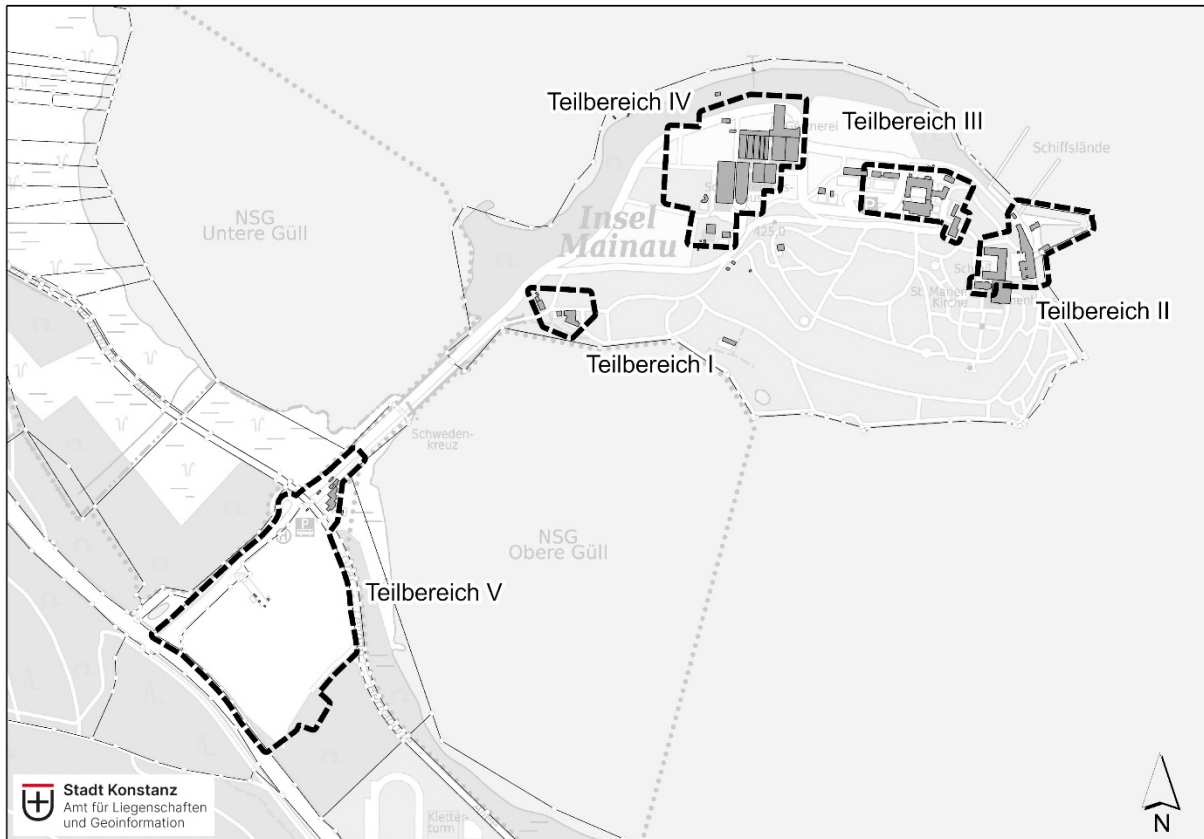 Teilbereich IV
Gärtnerei
Teilbereich III
Schiffslände
NSG
Untere Güll
Insel
Mainau
P
425,0
St. Marien
Kirche
Teilbereich II
Teilbereich I
Schweden-
kreuz
P
H
NSG
Obere Güll
Teilbereich V
Stadt Konstanz
Amt für Liegenschaften
und Geoinformation
Kletter-
turm
N